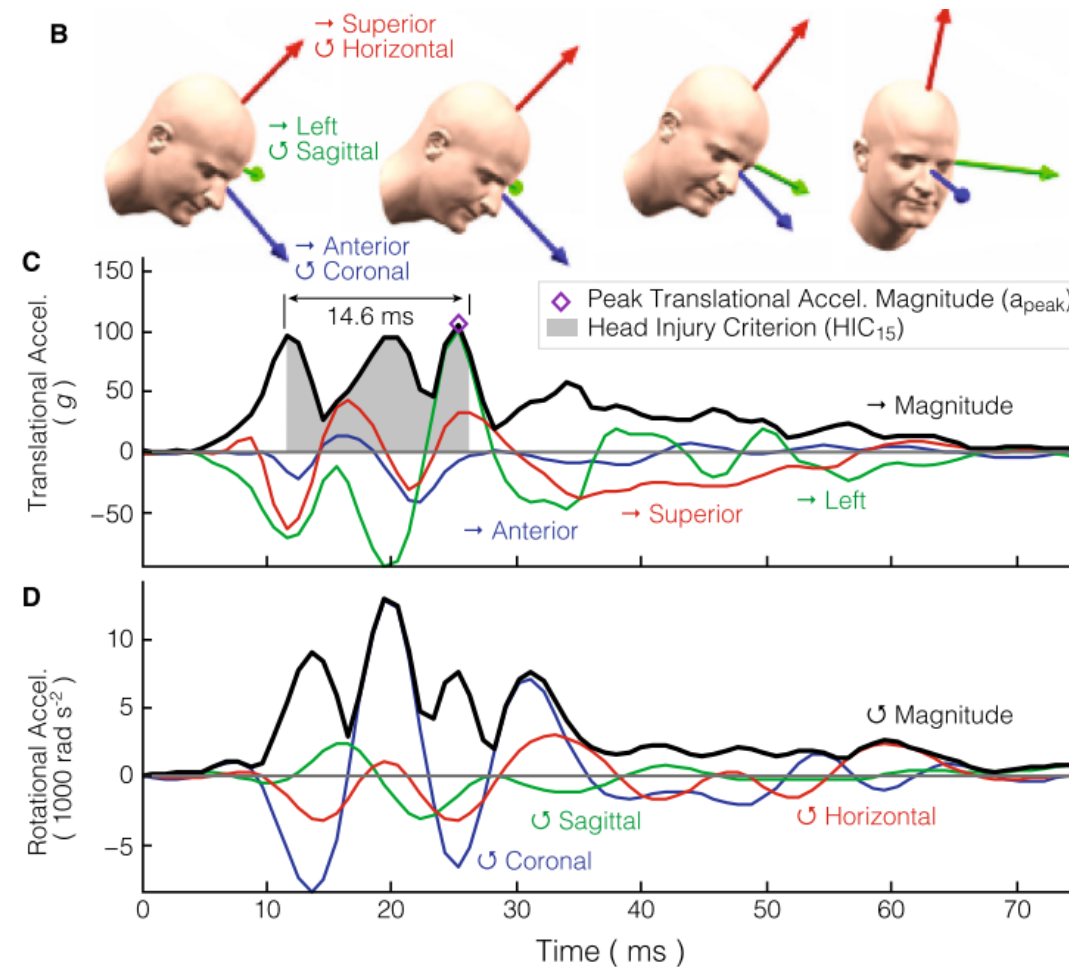 B
→ Superior
↺ Horizontal
→ Left
↺ Sagittal
→ Anterior
↺ Coronal
C
150
100
50
0
−50
Translational Accel.
( g )
14.6 ms
Peak Translational Accel. Magnitude (apeak)
Head Injury Criterion (HIC15)
→ Magnitude
→ Anterior
→ Superior
→ Left
D
10
5
0
−5
Rotational Accel.
( 1000 rad s-2 )
↺ Magnitude
↺ Sagittal
↺ Horizontal
↺ Coronal
0 10 20 30 40 50 60 70
Time ( ms )